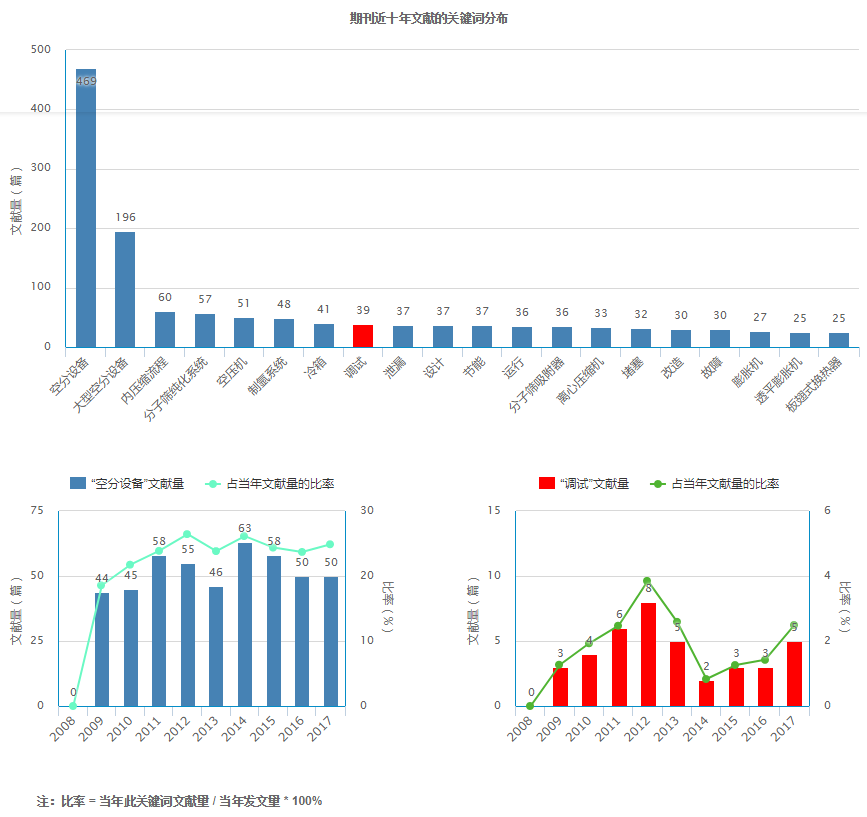 期刊近十年文献的关键词分布
500
400
300
200
100
0
文献量（篇）
469
196
60
57
51
48
41
39
37
37
37
36
36
33
32
30
30
27
25
25
空分设备
大型空分设备
内压缩流程
分子筛纯化系统
空压机
制氩系统
冷箱
调试
泄漏
设计
节能
运行
分子筛吸附器
离心压缩机
堵塞
改造
故障
膨胀机
透平膨胀机
板翅式换热器
“空分设备”文献量 占当年文献量的比率
75
50
25
0
文献量（篇）
0
44
45
58
55
46
63
58
50
50
30
20
10
0
比率（%）
2008
2009
2010
2011
2012
2013
2014
2015
2016
2017
“调试”文献量 占当年文献量的比率
15
10
5
0
文献量（篇）
0
3
4
6
8
5
2
3
3
5
6
4
2
0
比率（%）
2008
2009
2010
2011
2012
2013
2014
2015
2016
2017
注：比率 = 当年此关键词文献量 / 当年发文量 * 100%